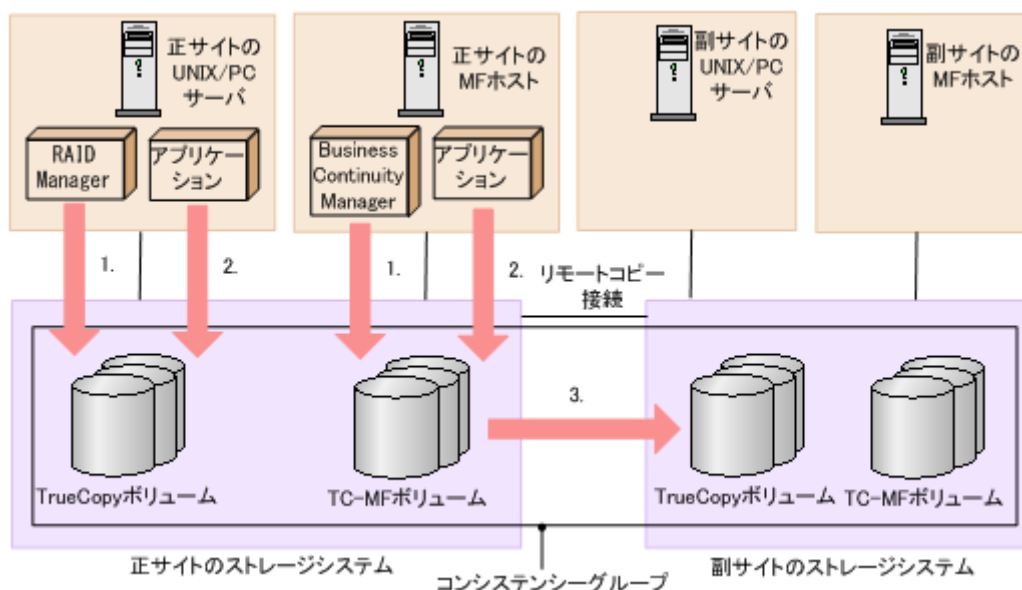 正サイトの
UNIX/PC
サーバ
正サイトの
MFホスト
副サイトの
UNIX/PC
サーバ
副サイトの
MFホスト
RAID
Manager
アプリケー
ション
Business
Continuity
Manager
アプリケー
ション
1.
2.
1.
2.
リモートコピー
接続
3.
TrueCopyボリューム
TC-MFボリューム
TrueCopyボリューム
TC-MFボリューム
正サイトのストレージシステム
コンシステンシーグループ
副サイトのストレージシステム